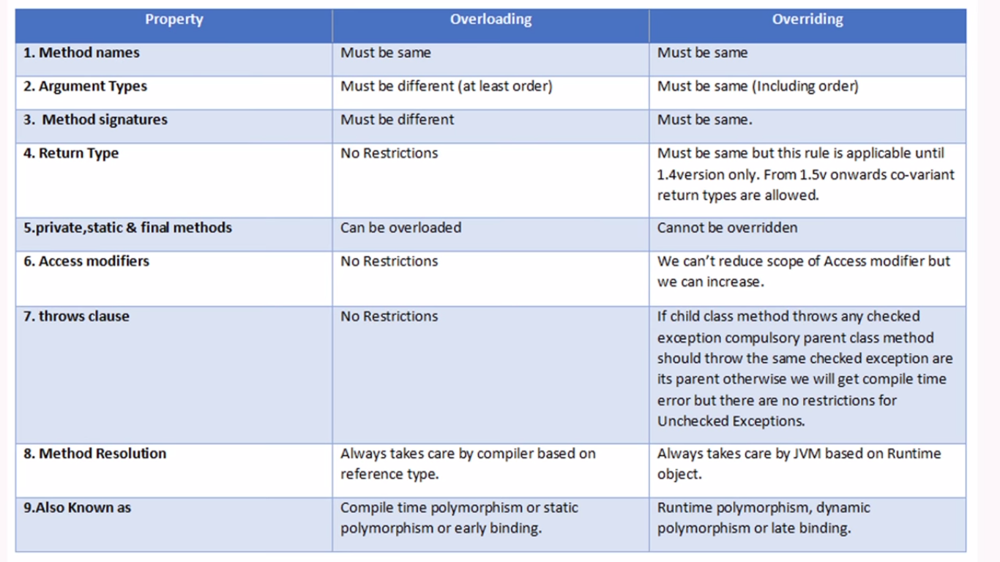 Property Overloading Overriding
1. Method names Must be same Must be same
2. Argument Types Must be different (at least order) Must be same (Including order)
3. Method signatures Must be different Must be same.
4. Return Type No Restrictions Must be same but this rule is applicable until
1.4version only. From 1.5v onwards co-variant
return types are allowed.
5.private,static & final methods Can be overloaded Cannot be overridden
6. Access modifiers No Restrictions We can’t reduce scope of Access modifier but
we can increase.
7. throws clause No Restrictions If child class method throws any checked
exception compulsory parent class method
should throw the same checked exception are
its parent otherwise we will get compile time
error but there are no restrictions for
Unchecked Exceptions.
8. Method Resolution Always takes care by compiler based on Always takes care by JVM based on Runtime
reference type. object.
9.Also Known as Compile time polymorphism or static Runtime polymorphism, dynamic
polymorphism or early binding. polymorphism or late binding.